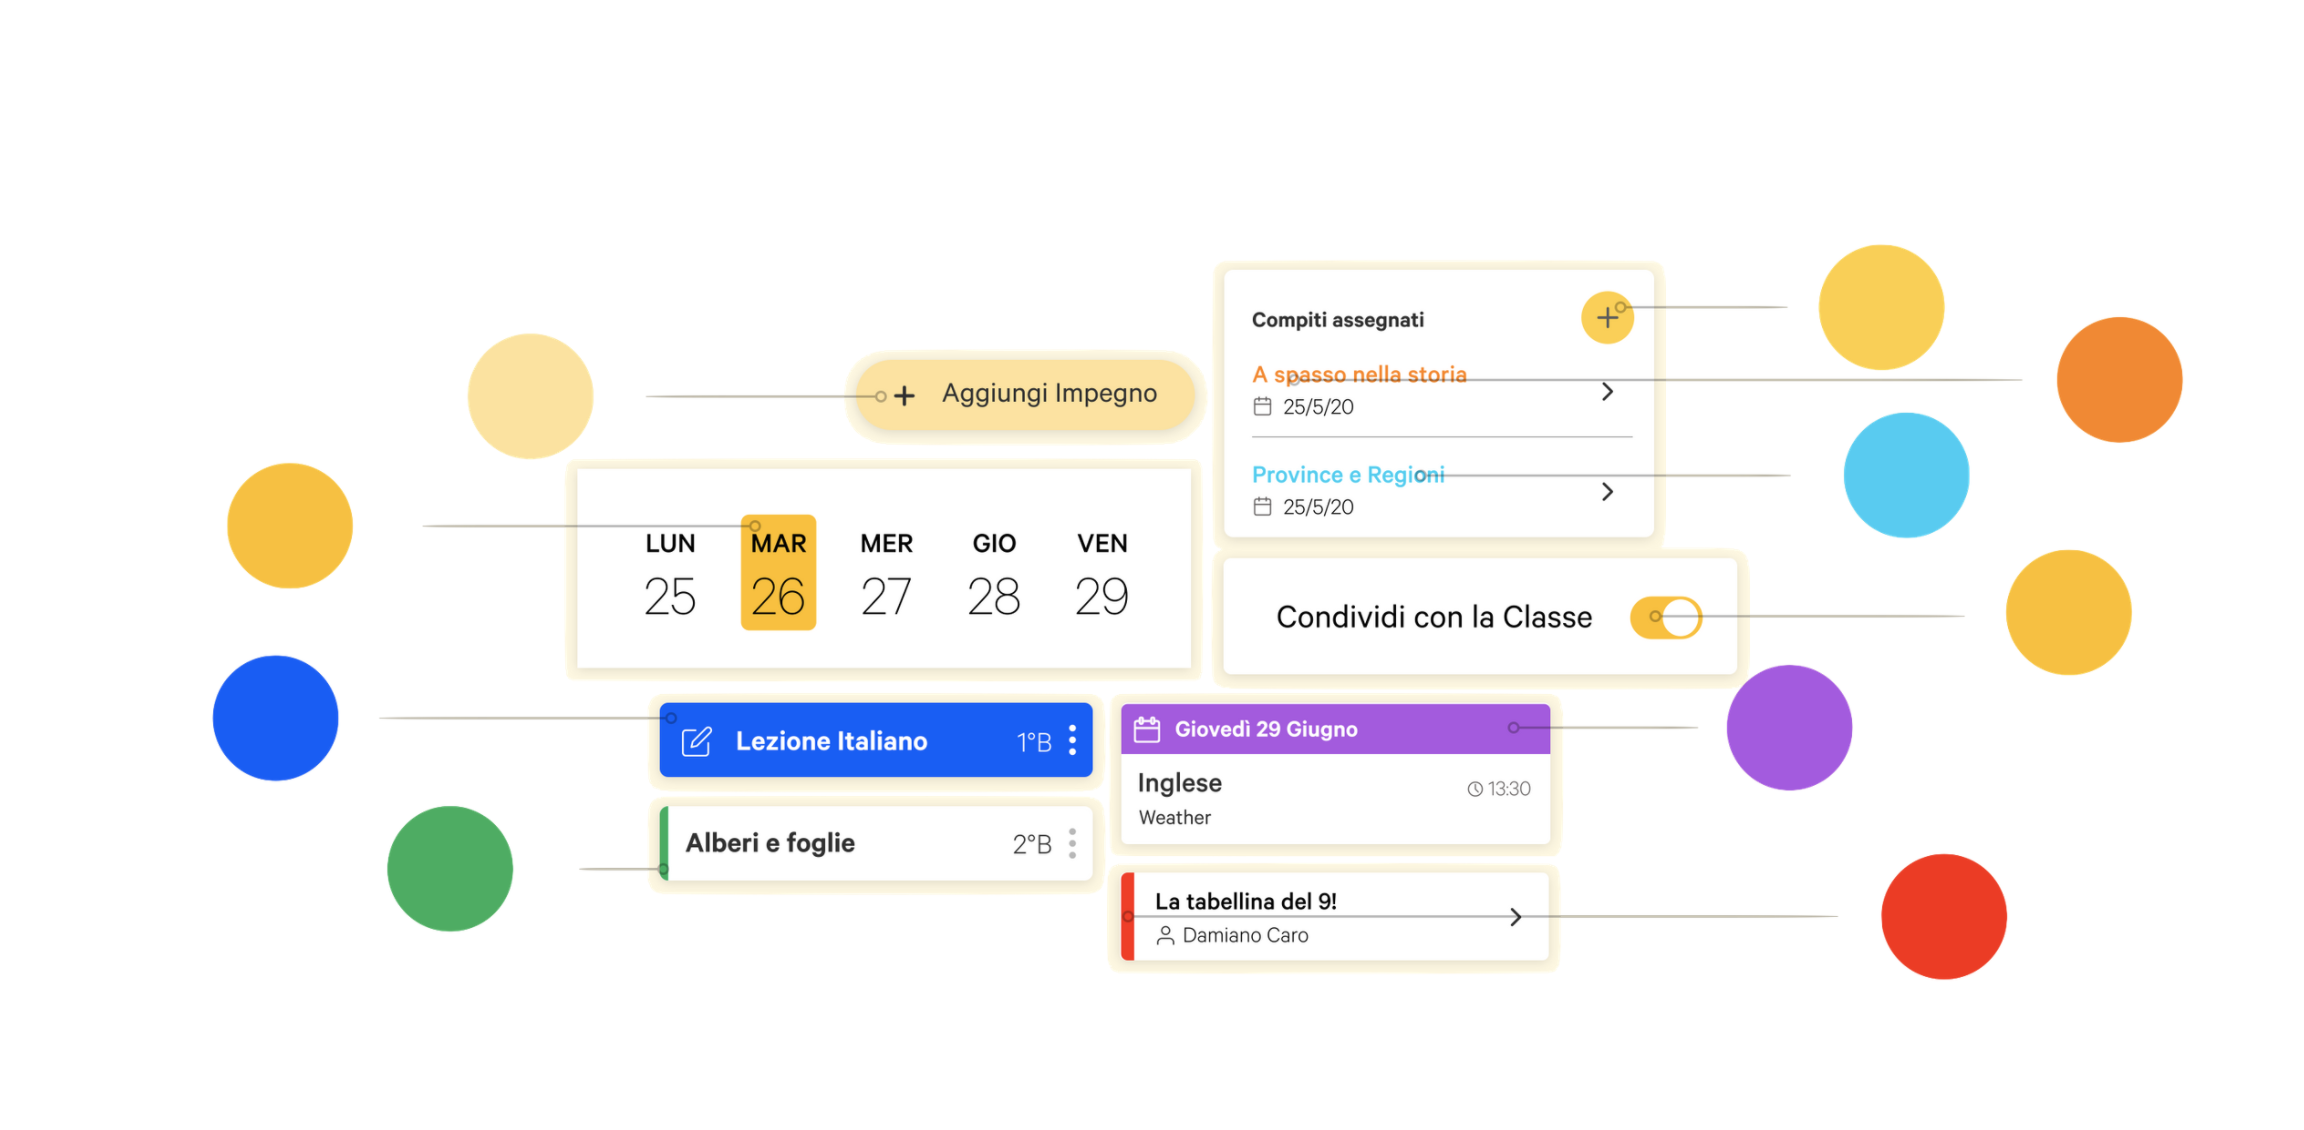 + Aggiungi Impegno
LUN MAR MER GIO VEN
25 26 27 28 29
Lezione Italiano 1°B
Alberi e foglie 2°B
Compiti assegnati +
A spasso nella storia
25/5/20
Province e Regioni
25/5/20
Condividi con la Classe
Giovedì 29 Giugno
Inglese 13:30
Weather
La tabellina del 9!
Damiano Caro